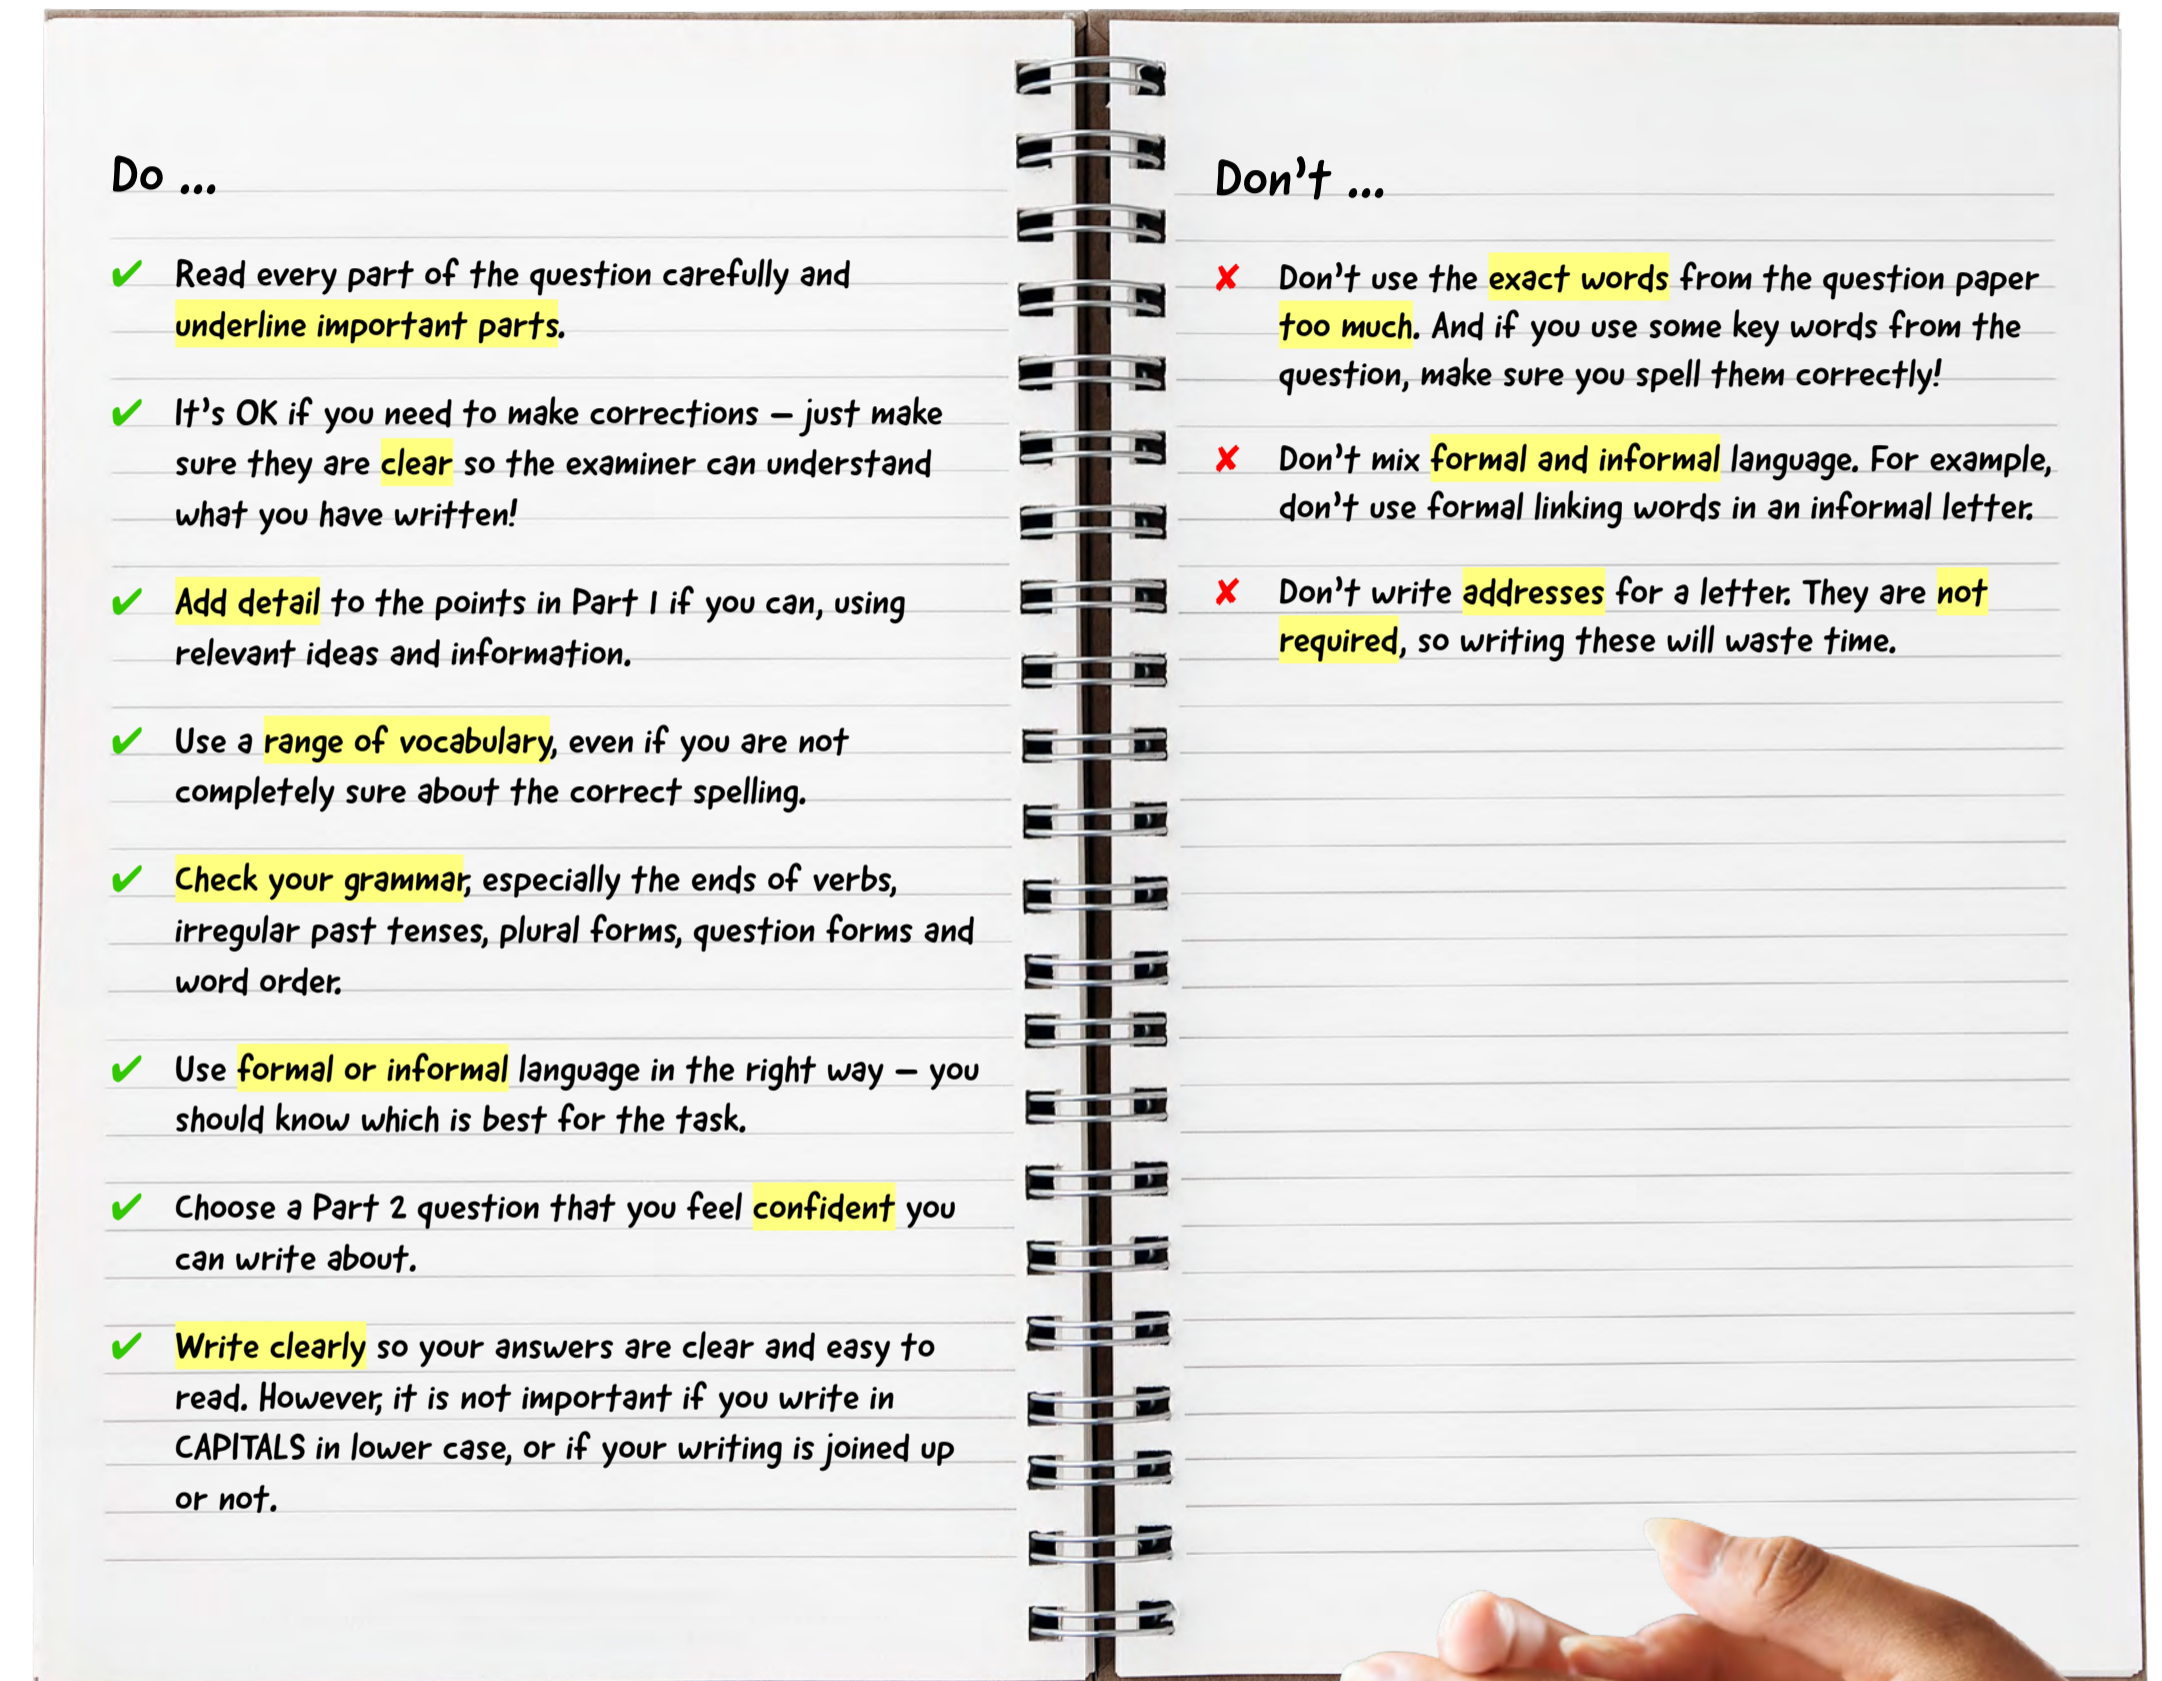 Do ...
✔ Read every part of the question carefully and
underline important parts.
✔ It's OK if you need to make corrections – just make
sure they are clear so the examiner can understand
what you have written!
✔ Add detail to the points in Part 1 if you can, using
relevant ideas and information.
✔ Use a range of vocabulary, even if you are not
completely sure about the correct spelling.
✔ Check your grammar, especially the ends of verbs,
irregular past tenses, plural forms, question forms and
word order.
✔ Use formal or informal language in the right way – you
should know which is best for the task.
✔ Choose a Part 2 question that you feel confident you
can write about.
✔ Write clearly so your answers are clear and easy to
read. However, it is not important if you write in
CAPITALS in lower case, or if your writing is joined up
or not.
Don't ...
✘ Don't use the exact words from the question paper
too much. And if you use some key words from the
question, make sure you spell them correctly!
✘ Don't mix formal and informal language. For example,
don't use formal linking words in an informal letter.
✘ Don't write addresses for a letter. They are not
required, so writing these will waste time.